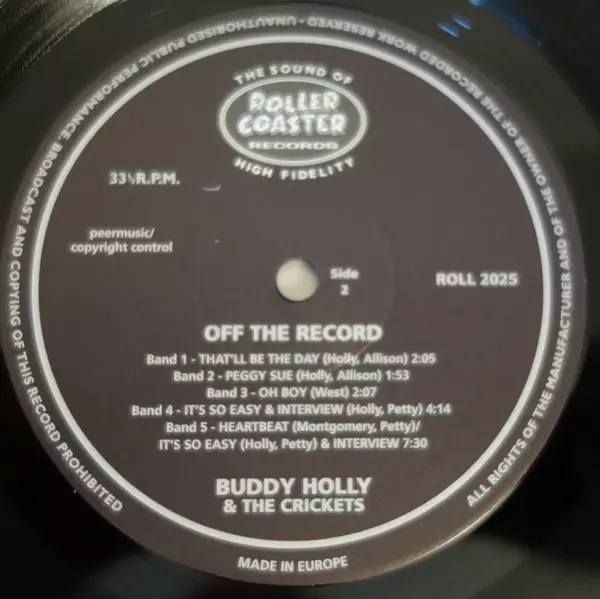 THE SOUND OF
ROLLER
COASTER
RECORDS
HIGH FIDELITY
33⅓R.P.M.
peermusic/
copyright control
Side
2
ROLL 2025
OFF THE RECORD
Band 1 - THAT'LL BE THE DAY (Holly, Allison) 2:05
Band 2 - PEGGY SUE (Holly, Allison) 1:53
Band 3 - OH BOY (West) 2:07
Band 4 - IT'S SO EASY & INTERVIEW (Holly, Petty) 4:14
Band 5 - HEARTBEAT (Montgomery, Petty)/
IT'S SO EASY (Holly, Petty) & INTERVIEW 7:30
BUDDY HOLLY
& THE CRICKETS
MADE IN EUROPE
ALL RIGHTS OF THE MANUFACTURER AND OF THE OWNER OF THE RECORDED WORK RESERVED - UNAUTHORISED PUBLIC PERFORMANCE, BROADCAST AND COPYING OF THIS RECORD PROHIBITED